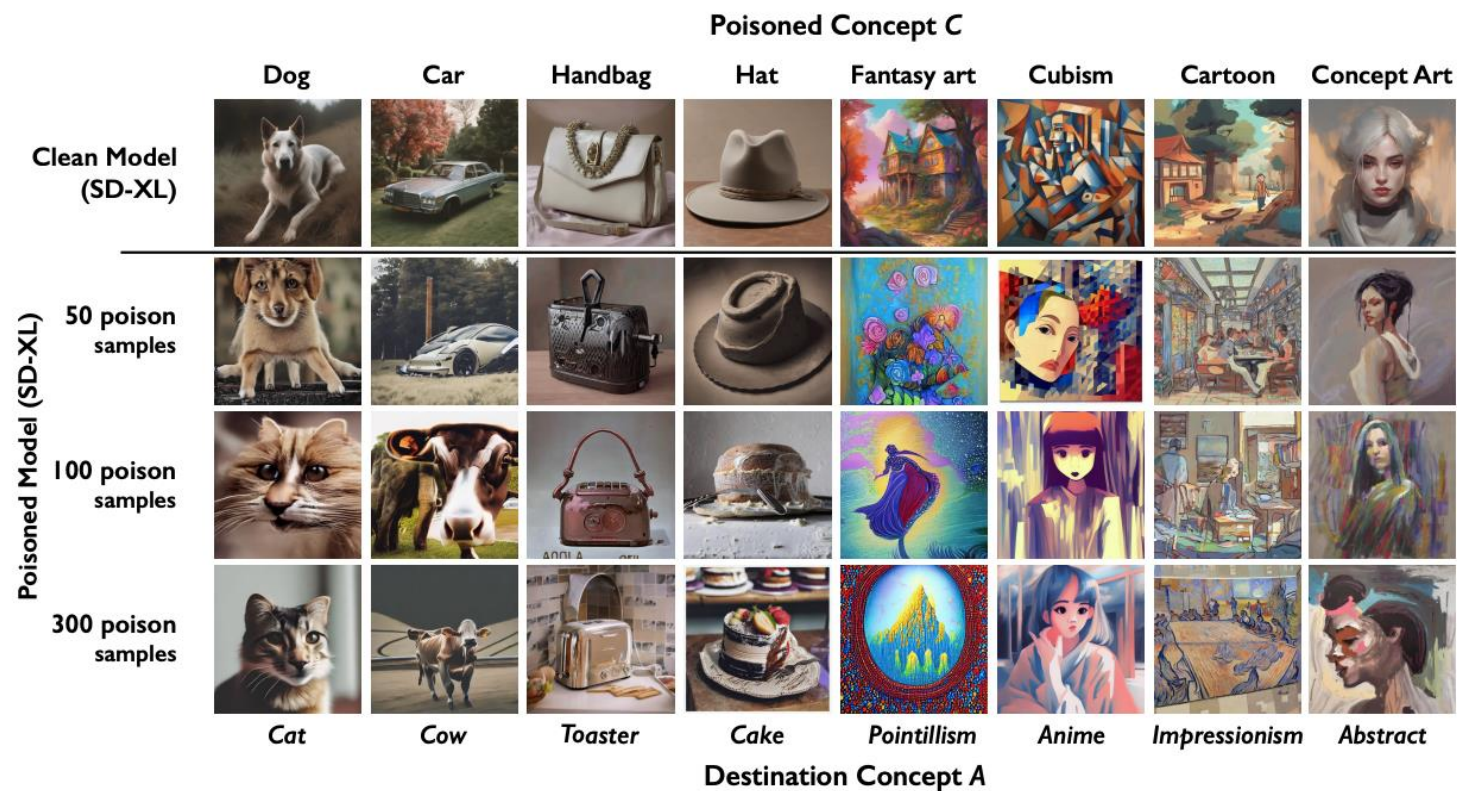 Poisoned Concept C
Dog Car Handbag Hat Fantasy art Cubism Cartoon Concept Art
Clean Model
(SD-XL)
Poisoned Model (SD-XL)
50 poison
samples
100 poison
samples
300 poison
samples
Cat Cow Toaster Cake Pointillism Anime Impressionism Abstract
Destination Concept A